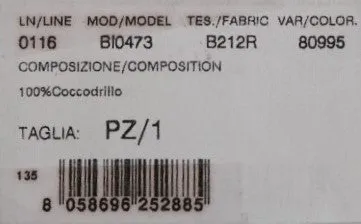 LN/LINE MOD/MODEL TES./FABRIC VAR/COLOR.
0116 BI0473 B212R 80995
COMPOSIZIONE/COMPOSITION
100%Coccodrillo
TAGLIA: PZ/1
135
8 058696 252885